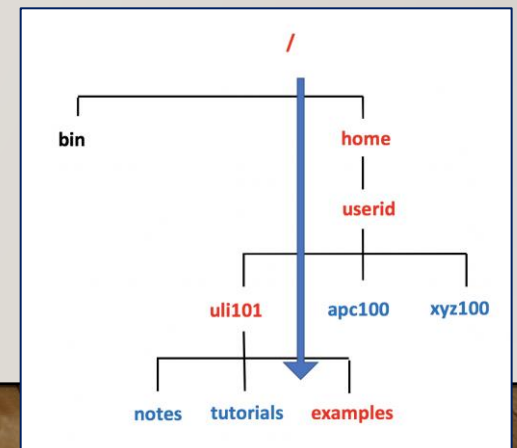 /
bin home
userid
uli101 apc100 xyz100
notes tutorials examples